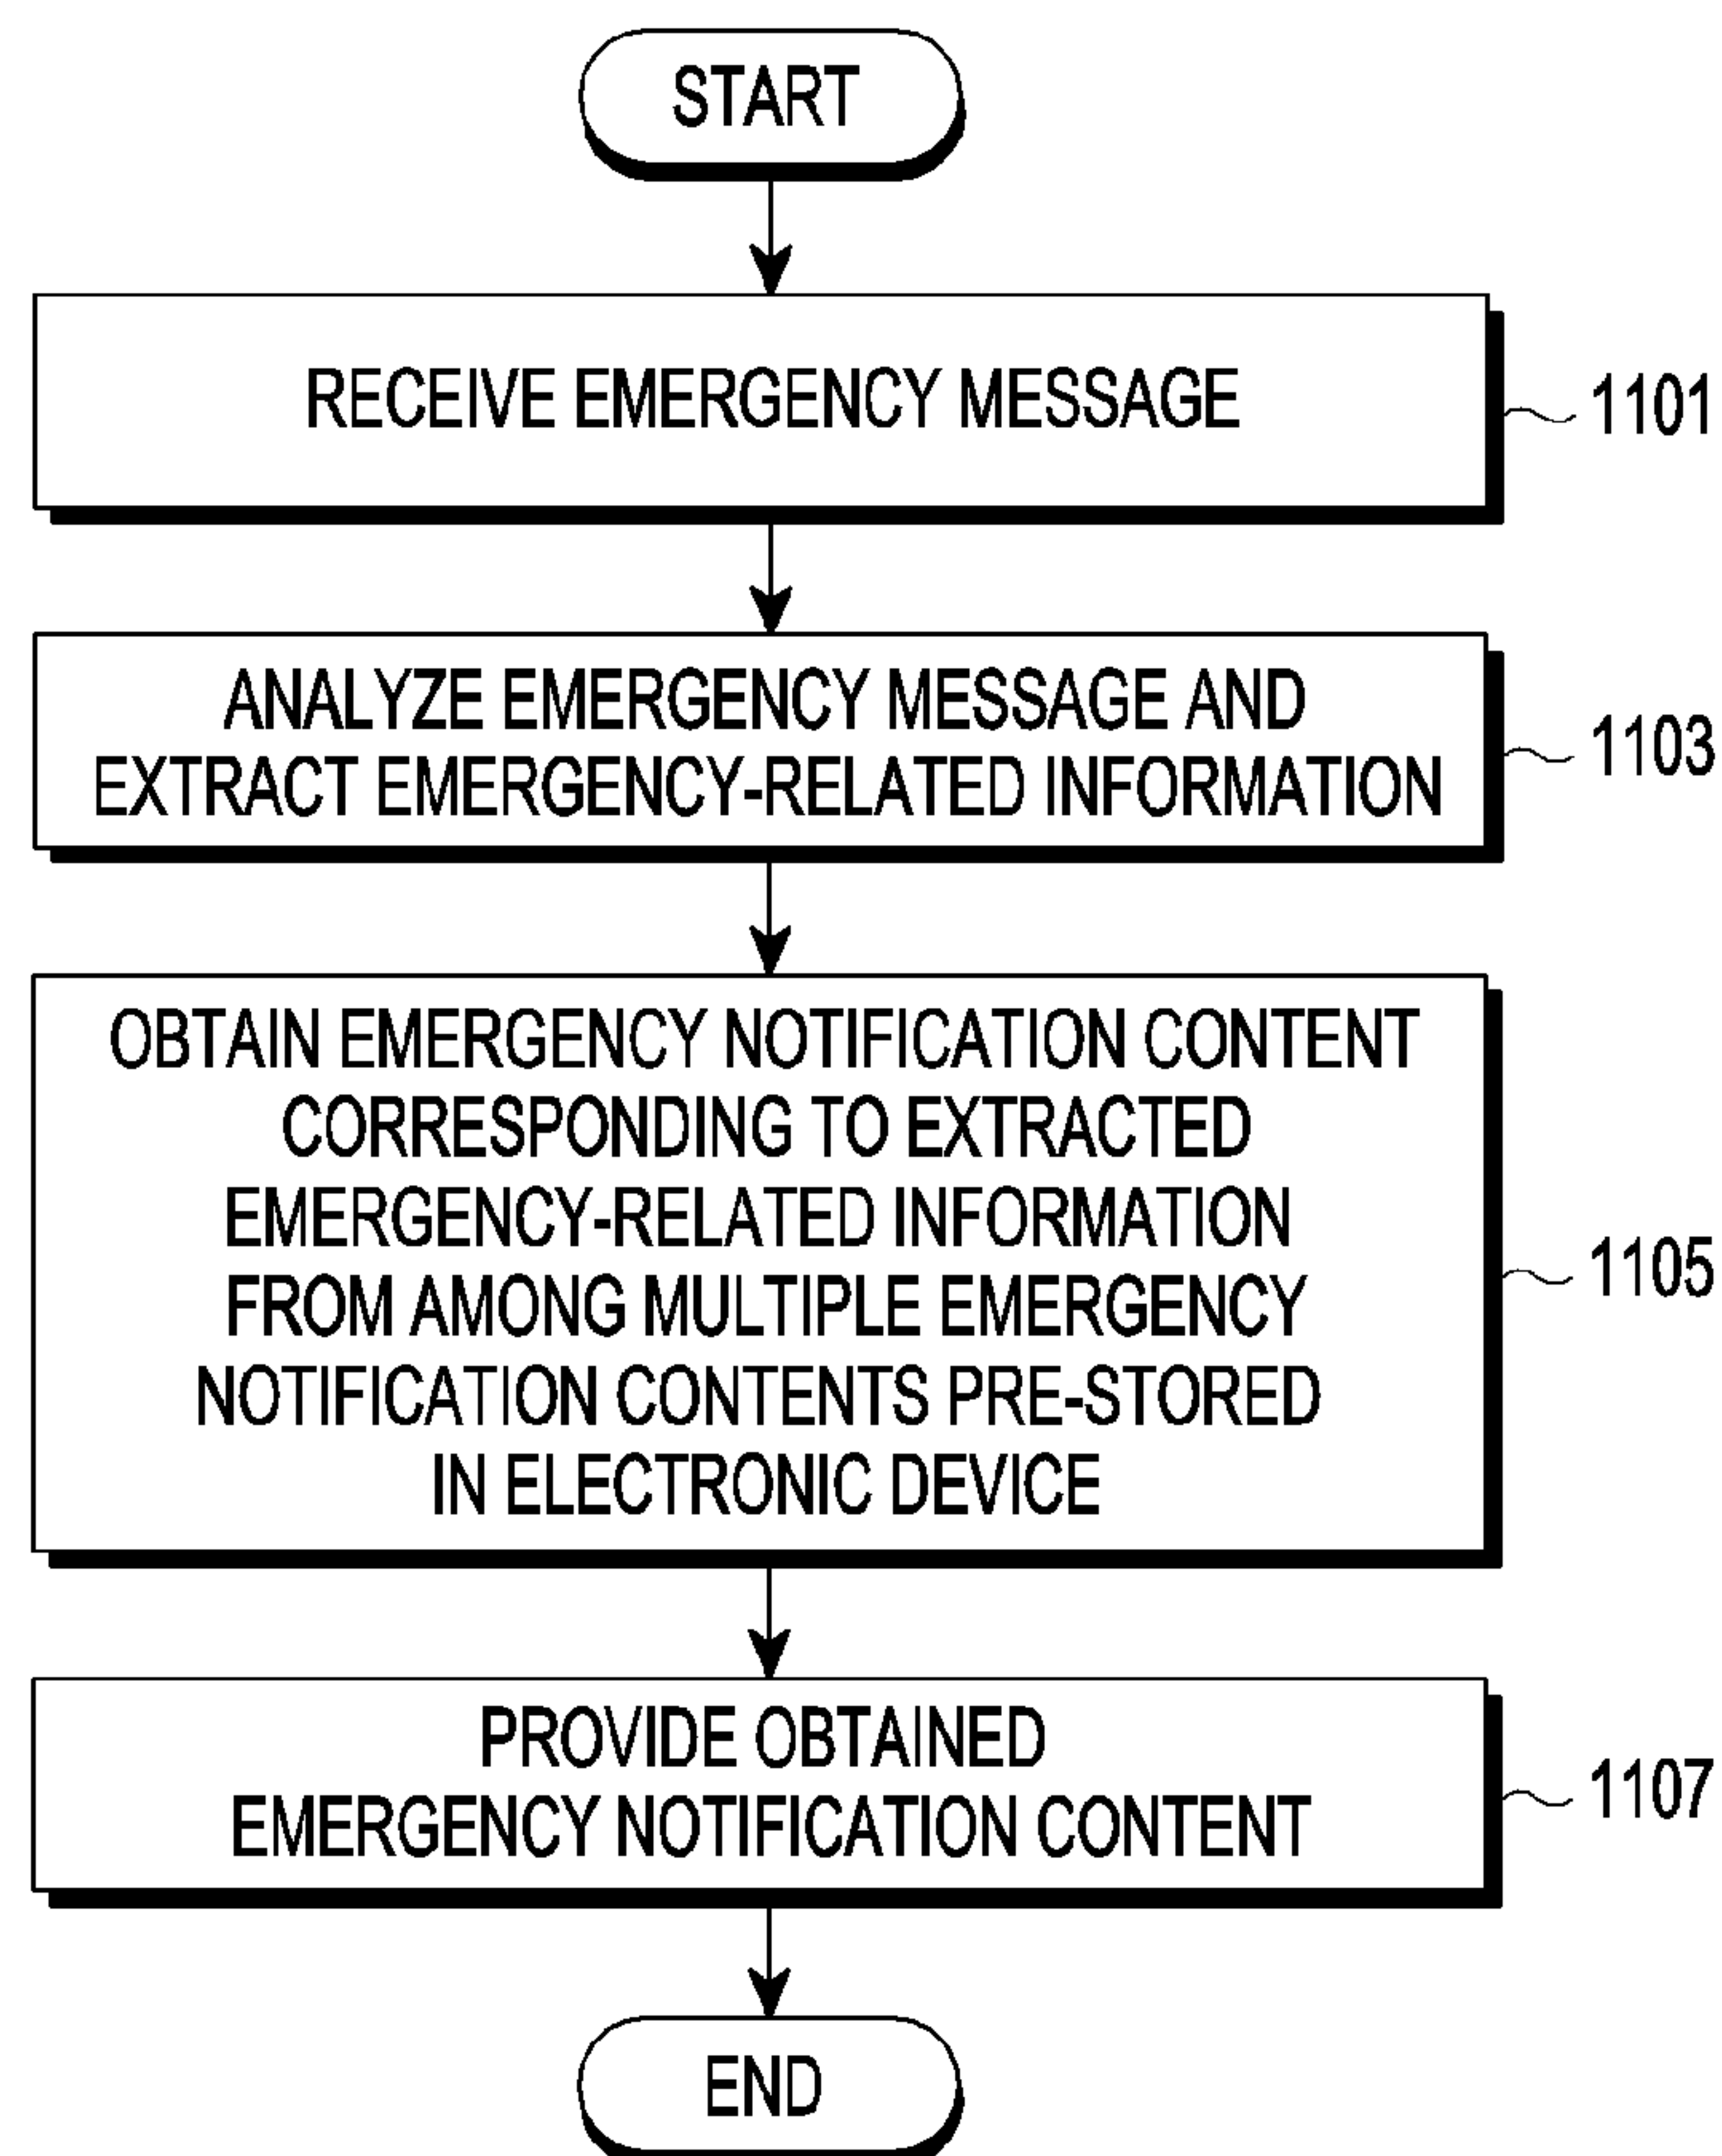 START
RECEIVE EMERGENCY MESSAGE
1101
ANALYZE EMERGENCY MESSAGE AND
EXTRACT EMERGENCY-RELATED INFORMATION
1103
OBTAIN EMERGENCY NOTIFICATION CONTENT
CORRESPONDING TO EXTRACTED
EMERGENCY-RELATED INFORMATION
FROM AMONG MULTIPLE EMERGENCY
NOTIFICATION CONTENTS PRE-STORED
IN ELECTRONIC DEVICE
1105
PROVIDE OBTAINED
EMERGENCY NOTIFICATION CONTENT
1107
END